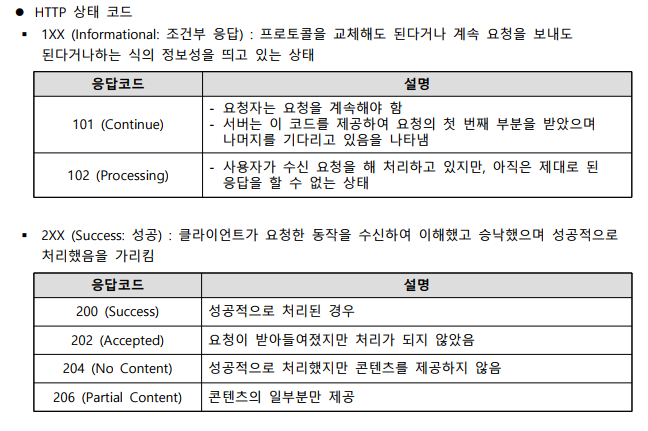 ● HTTP 상태 코드
▪ 1XX (Informational: 조건부 응답) : 프로토콜을 교체해도 된다거나 계속 요청을 보내도
된다거나하는 식의 정보성을 띄고 있는 상태
응답코드 설명
101 (Continue)
- 요청자는 요청을 계속해야 함
- 서버는 이 코드를 제공하여 요청의 첫 번째 부분을 받았으며
나머지를 기다리고 있음을 나타냄
102 (Processing)
- 사용자가 수신 요청을 해 처리하고 있지만, 아직은 제대로 된
응답을 할 수 없는 상태
▪ 2XX (Success: 성공) : 클라이언트가 요청한 동작을 수신하여 이해했고 승낙했으며 성공적으로
처리했음을 가리킴
응답코드 설명
200 (Success) 성공적으로 처리된 경우
202 (Accepted) 요청이 받아들여졌지만 처리가 되지 않았음
204 (No Content) 성공적으로 처리했지만 콘텐츠를 제공하지 않음
206 (Partial Content) 콘텐츠의 일부분만 제공